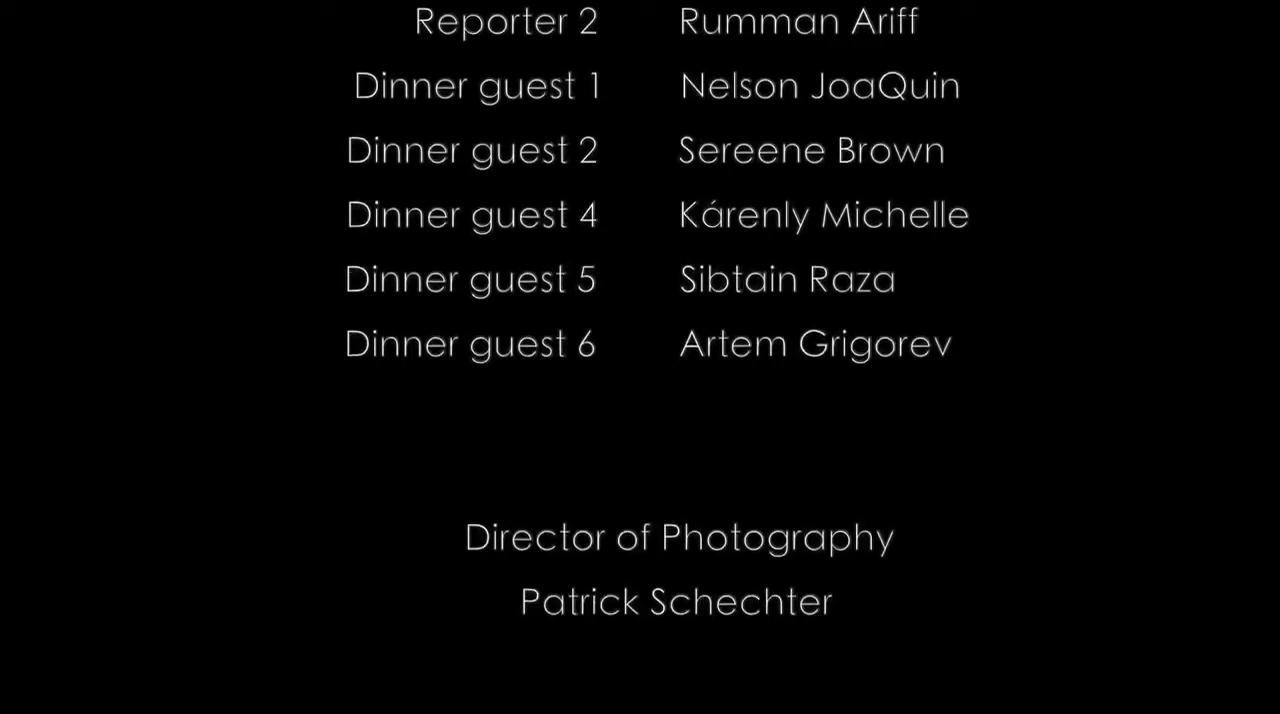 Reporter 2 Rumman Ariff
Dinner guest 1 Nelson JoaQuin
Dinner guest 2 Sereene Brown
Dinner guest 4 Kárenly Michelle
Dinner guest 5 Sibtain Raza
Dinner guest 6 Artem Grigorev
Director of Photography
Patrick Schechter